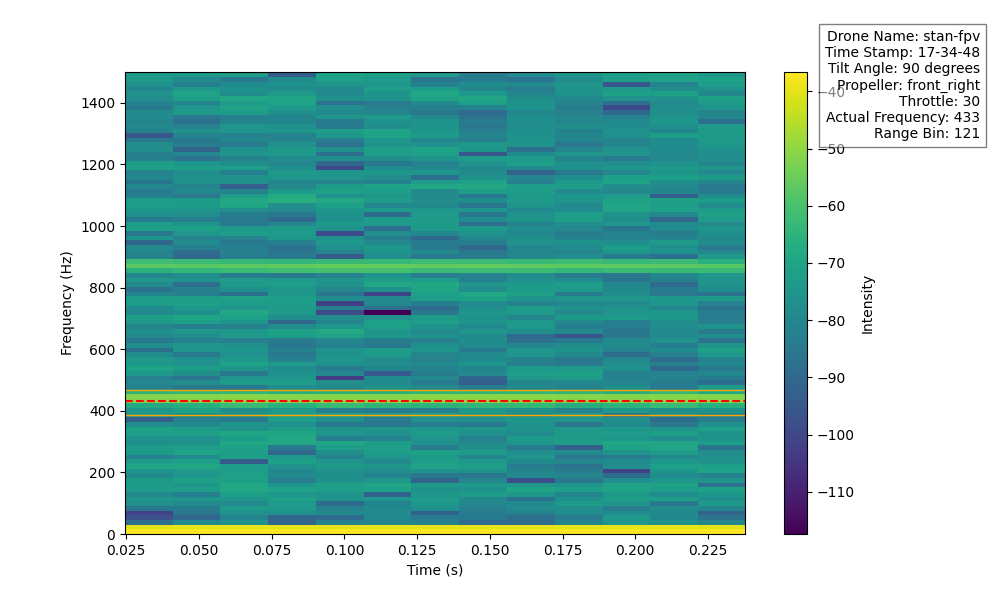 Drone Name: stan-fpv
Time Stamp: 17-34-48
Tilt Angle: 90 degrees
Propeller: front_right
Throttle: 30
Actual Frequency: 433
Range Bin: 121
1400
1200
1000
800
600
400
200
0
Frequency (Hz)
0.025 0.050 0.075 0.100 0.125 0.150 0.175 0.200 0.225
Time (s)
−40
−50
−60
−70
−80
−90
−100
−110
Intensity